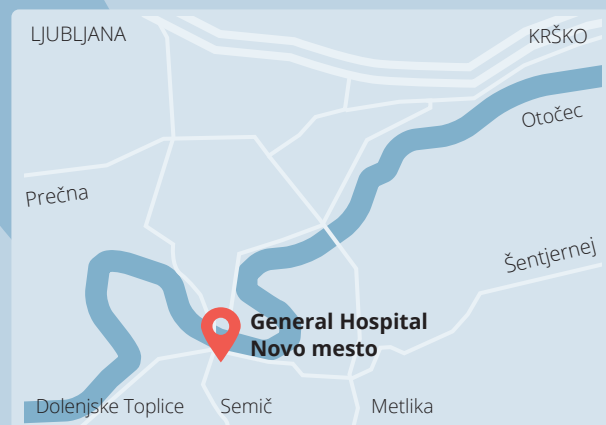 LJUBLJANA
KRŠKO
Otočec
Prečna
Šentjernej
General Hospital
Novo mesto
Dolenjske Toplice
Semič
Metlika